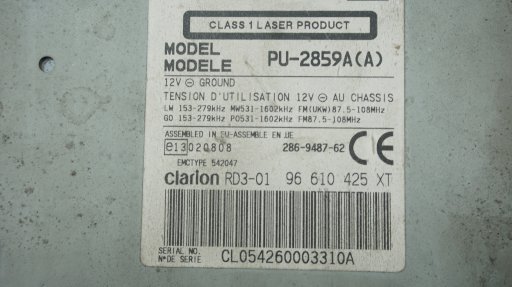 CLASS 1 LASER PRODUCT
MODEL
MODELE PU-2859A(A)
12V ⊖ GROUND
TENSION D'UTILISATION 12V ⊖ AU CHASSIS
LW 153-279kHz MW531-1602kHz FM(UKW)87.5-108MHz
GO 153-279kHz PO531-1602kHz FM87.5-108MHz
ASSEMBLED IN EU-ASSEMBLE EN UE
e13 020808 286-9487-62 CE
EMCTYPE 542047
clarion RD3-01 96 610 425 XT
SERIAL NO.
N° DE SERIE CL054260003310A